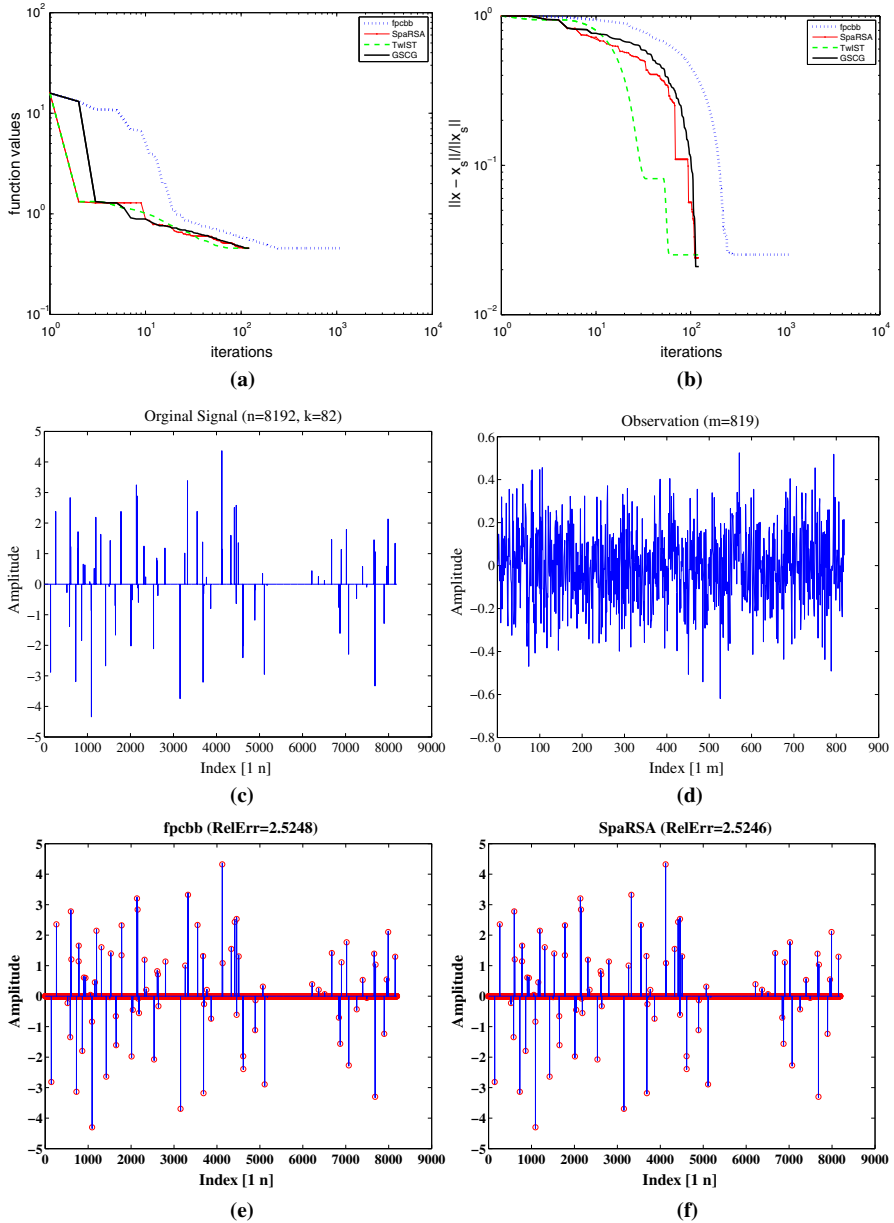 10^2
10^1
10^0
10^-1
function values
10^0
10^1
10^2
10^3
10^4
iterations
fpcbb
SpaRSA
TwIST
GSCG
(a)
10^0
10^-1
10^-2
||x − x_s||/||x_s||
10^0
10^1
10^2
10^3
10^4
iterations
fpcbb
SpaRSA
TwIST
GSCG
(b)
Orginal Signal (n=8192, k=82)
5
4
3
2
1
0
−1
−2
−3
−4
−5
Amplitude
0 1000 2000 3000 4000 5000 6000 7000 8000 9000
Index [1 n]
(c)
Observation (m=819)
0.6
0.4
0.2
0
−0.2
−0.4
−0.6
−0.8
Amplitude
0 100 200 300 400 500 600 700 800 900
Index [1 m]
(d)
fpcbb (RelErr=2.5248)
5
4
3
2
1
0
−1
−2
−3
−4
−5
Amplitude
0 1000 2000 3000 4000 5000 6000 7000 8000 9000
Index [1 n]
(e)
SpaRSA (RelErr=2.5246)
5
4
3
2
1
0
−1
−2
−3
−4
−5
Amplitude
0 1000 2000 3000 4000 5000 6000 7000 8000 9000
Index [1 n]
(f)